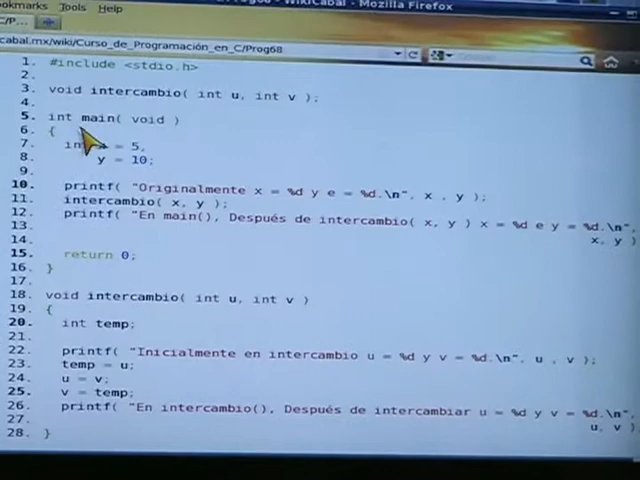 Tools Help
WikiCabal - Mozilla Firefox
/P...
cabal.mx/wiki/Curso_de_Programación_en_C/Prog68
1. #include <stdio.h>
2.
3. void intercambio( int u, int v );
4.
5. int main( void )
6. {
7. = 5,
8. y = 10;
9.
10. printf( "Originalmente x = %d y e = %d.\n", x , y );
11. intercambio( x, y );
12. printf( "En main(), Después de intercambio( x, y ) x = %d e y = %d.\n",
13. x, y )
14.
15. return 0;
16. }
17.
18. void intercambio( int u, int v )
19. {
20. int temp;
21.
22. printf( "Inicialmente en intercambio u = %d y v = %d.\n", u , v );
23. temp = u;
24. u = v;
25. v = temp;
26. printf( "En intercambio(), Después de intercambiar u = %d y v = %d.\n",
27. u, v )
28. }